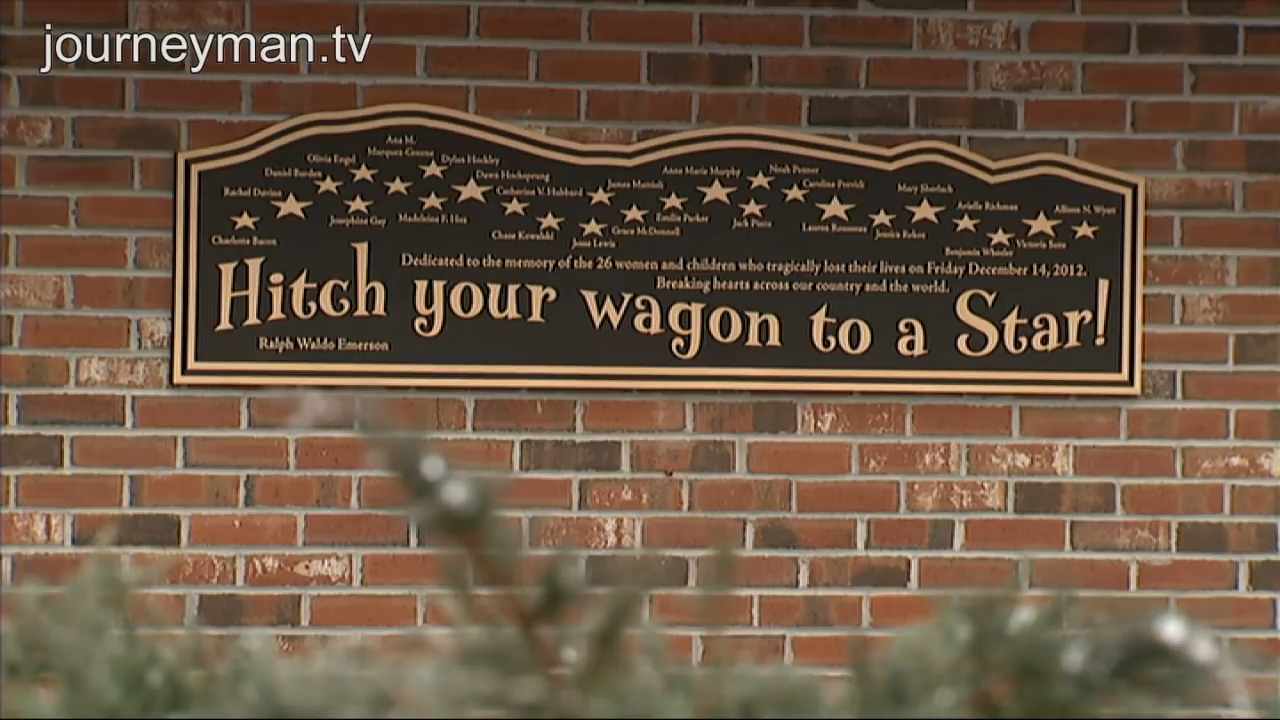 journeyman.tv
Ana M.
Marquez-Greene
Olivia Engel
Dylan Hockley
Daniel Barden
Dawn Hochsprung
Rachel Davino
Catherine V. Hubbard
James Mattioli
Anne Marie Murphy
Noah Pozner
Caroline Previdi
Mary Sherlach
Arielle Richman
Allison N. Wyatt
Charlotte Bacon
Josephine Gay
Madeleine F. Hsu
Chase Kowalski
Jesse Lewis
Grace McDonnell
Emilie Parker
Jack Pinto
Lauren Rousseau
Jessica Rekos
Benjamin Wheeler
Victoria Soto
Dedicated to the memory of the 26 women and children who tragically lost their lives on Friday December 14, 2012.
Breaking hearts across our country and the world.
Hitch your wagon to a Star!
Ralph Waldo Emerson